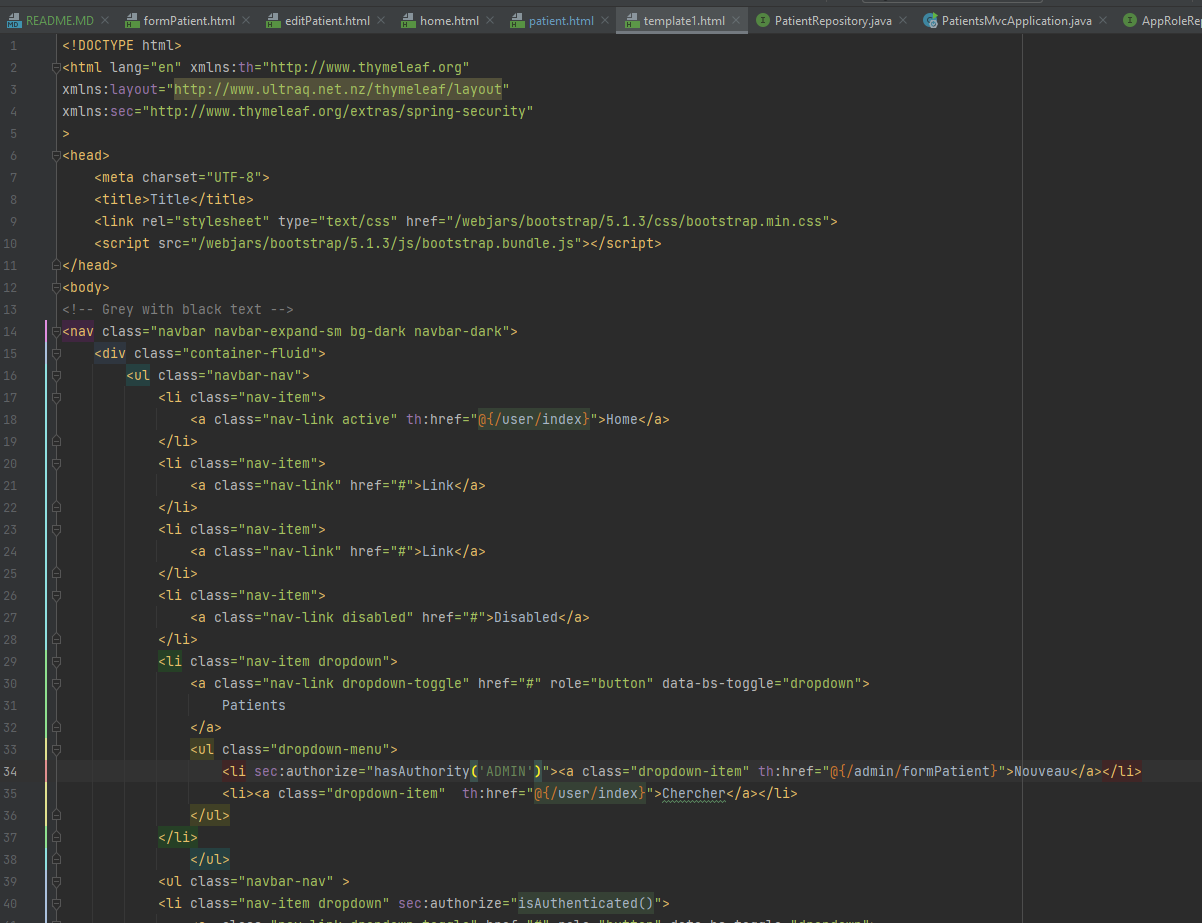 README.MD formPatient.html editPatient.html home.html patient.html template1.html PatientRepository.java PatientsMvcApplication.java AppRoleRep
1 <!DOCTYPE html>
2 <html lang="en" xmlns:th="http://www.thymeleaf.org"
3 xmlns:layout="http://www.ultraq.net.nz/thymeleaf/layout"
4 xmlns:sec="http://www.thymeleaf.org/extras/spring-security"
5 >
6 <head>
7 <meta charset="UTF-8">
8 <title>Title</title>
9 <link rel="stylesheet" type="text/css" href="/webjars/bootstrap/5.1.3/css/bootstrap.min.css">
10 <script src="/webjars/bootstrap/5.1.3/js/bootstrap.bundle.js"></script>
11 </head>
12 <body>
13 <!-- Grey with black text -->
14 <nav class="navbar navbar-expand-sm bg-dark navbar-dark">
15 <div class="container-fluid">
16 <ul class="navbar-nav">
17 <li class="nav-item">
18 <a class="nav-link active" th:href="@{/user/index}">Home</a>
19 </li>
20 <li class="nav-item">
21 <a class="nav-link" href="#">Link</a>
22 </li>
23 <li class="nav-item">
24 <a class="nav-link" href="#">Link</a>
25 </li>
26 <li class="nav-item">
27 <a class="nav-link disabled" href="#">Disabled</a>
28 </li>
29 <li class="nav-item dropdown">
30 <a class="nav-link dropdown-toggle" href="#" role="button" data-bs-toggle="dropdown">
31 Patients
32 </a>
33 <ul class="dropdown-menu">
34 <li sec:authorize="hasAuthority('ADMIN')"><a class="dropdown-item" th:href="@{/admin/formPatient}">Nouveau</a></li>
35 <li><a class="dropdown-item"  th:href="@{/user/index}">Chercher</a></li>
36 </ul>
37 </li>
38 </ul>
39 <ul class="navbar-nav" >
40 <li class="nav-item dropdown" sec:authorize="isAuthenticated()">